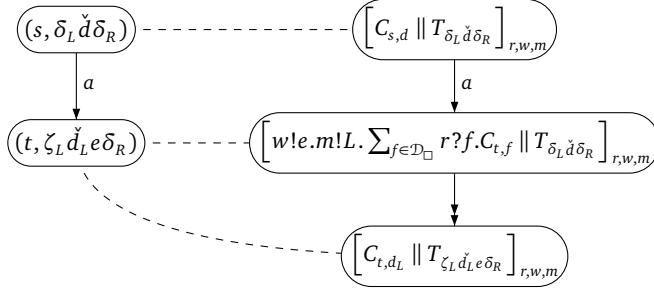 (s, δ_L ď δ_R) [C_{s,d} ∥ T_{δ_L ď δ_R}]_{r,w,m}
a a
(t, ζ_L ď_L e δ_R) [w!e.m!L. ∑_{f∈𝒟_□} r?f.C_{t,f} ∥ T_{δ_L ď δ_R}]_{r,w,m}
[C_{t,d_L} ∥ T_{ζ_L ď_L e δ_R}]_{r,w,m}